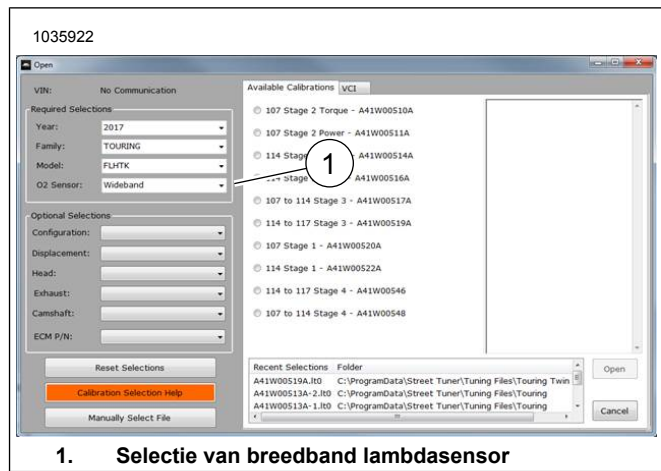 1035922
Open
VIN: No Communication
Required Selections
Year: 2017
Family: TOURING
Model: FLHTK
O2 Sensor: Wideband
Optional Selections
Configuration:
Displacement:
Head:
Exhaust:
Camshaft:
ECM P/N:
Reset Selections
Calibration Selection Help
Manually Select File
Available Calibrations VCI
107 Stage 2 Torque - A41W00510A
107 Stage 2 Power - A41W00511A
114 Stage A41W00514A
1
114 Stage A41W00516A
107 to 114 Stage 3 - A41W00517A
114 to 117 Stage 3 - A41W00519A
107 Stage 1 - A41W00520A
114 Stage 1 - A41W00522A
114 to 117 Stage 4 - A41W00546
107 to 114 Stage 4 - A41W00548
Recent Selections Folder
A41W00519A.lt0 C:\ProgramData\Street Tuner\Tuning Files\Touring Twin
A41W00513A-2.lt0 C:\ProgramData\Street Tuner\Tuning Files\Touring
A41W00513A-1.lt0 C:\ProgramData\Street Tuner\Tuning Files\Touring
Open
Cancel
1. Selectie van breedband lambdasensor